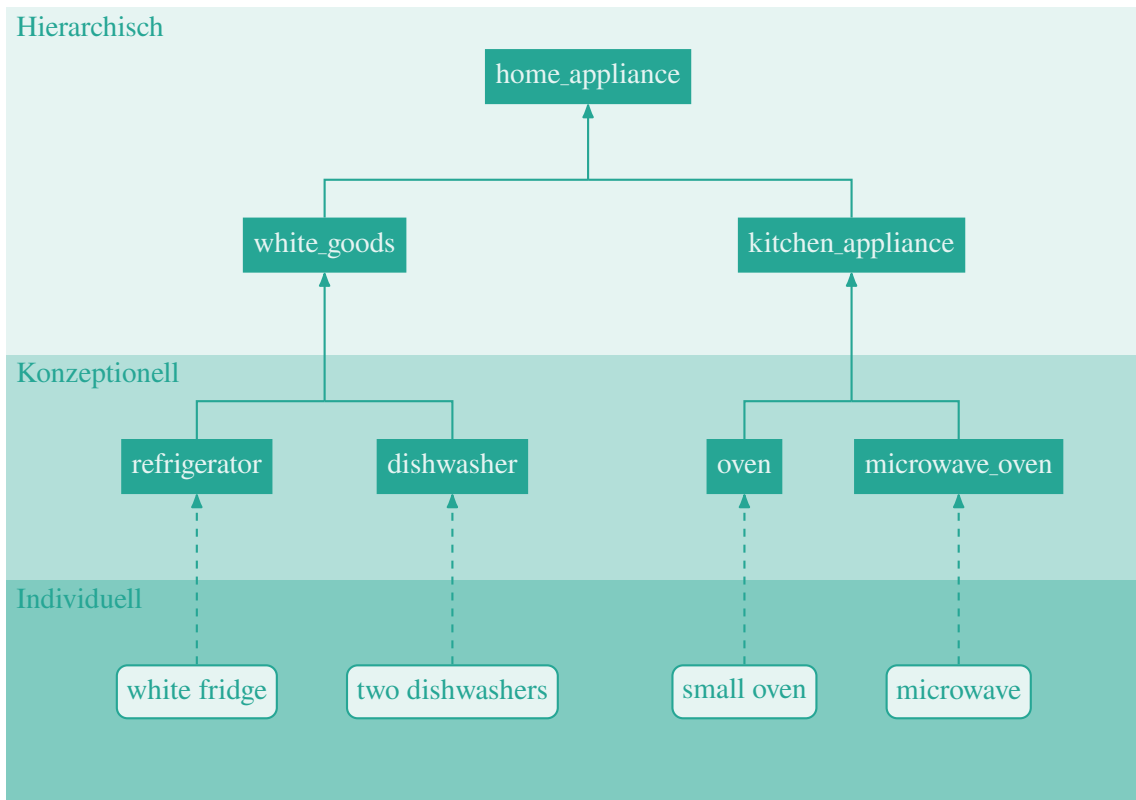 Hierarchisch
home_appliance
white_goods
kitchen_appliance
Konzeptionell
refrigerator
dishwasher
oven
microwave_oven
Individuell
white fridge
two dishwashers
small oven
microwave